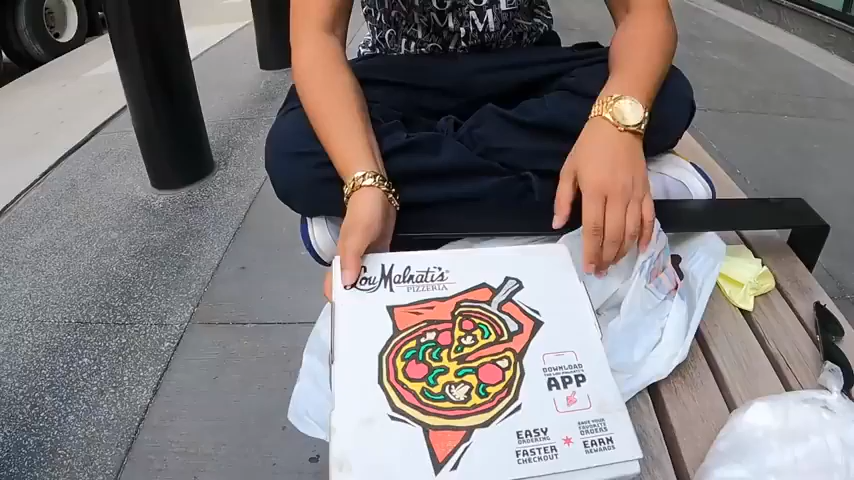 Lou Malnati's
PIZZERIA
DOWNLOAD
THE LOU MALNATI'S
APP
EASY
ORDERING
FASTER
CHECKOUT
SAVE YOUR
FAVORITE
ORDERS
EARN
REWARDS